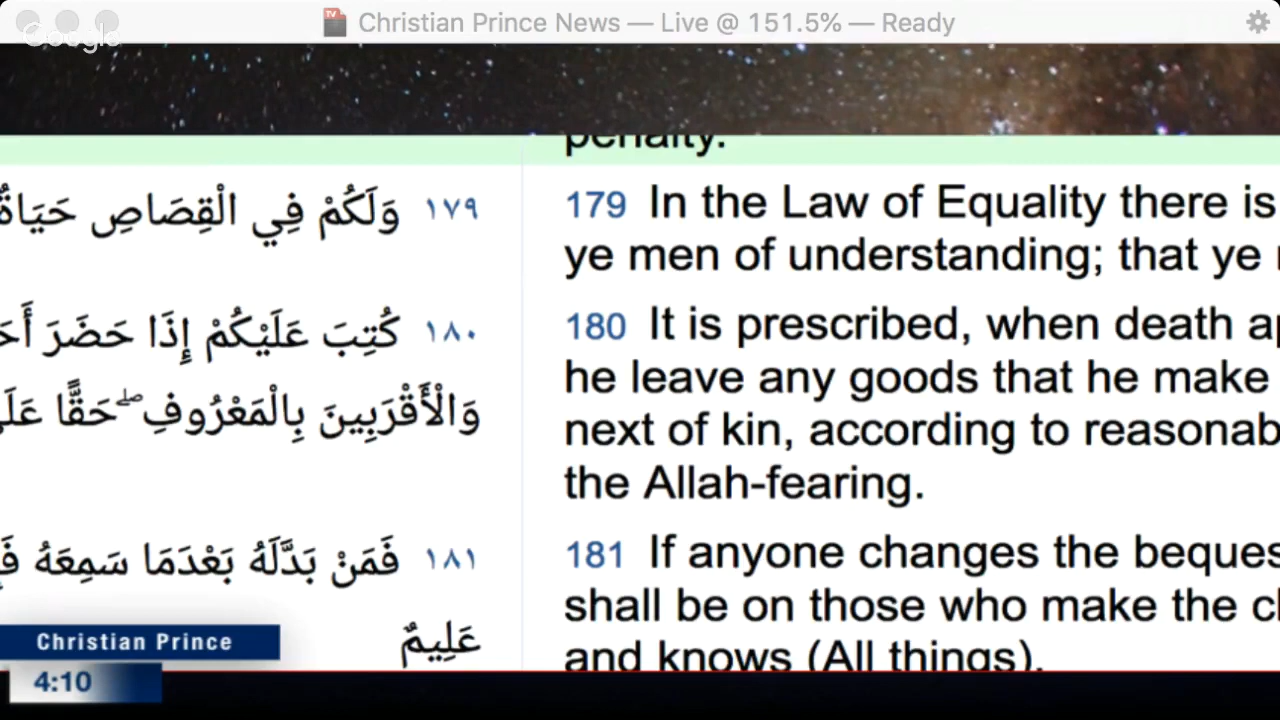 Christian Prince News — Live @ 151.5% — Ready
Google
penalty.
وَلَكُمْ فِي الْقِصَاصِ حَيَاةٌ ١٧٩
179 In the Law of Equality there is
ye men of understanding; that ye
كُتِبَ عَلَيْكُمْ إِذَا حَضَرَ ١٨٠
180 It is prescribed, when death
he leave any goods that he make
وَالْأَقْرَبِينَ بِالْمَعْرُوفِ ۖ حَقًّا
next of kin, according to
the Allah-fearing.
فَمَنْ بَدَّلَهُ بَعْدَمَا سَمِعَهُ ١٨١
181 If anyone changes the
shall be on those who make the
عَلِيمٌ
and knows (All things).
Christian Prince
4:10